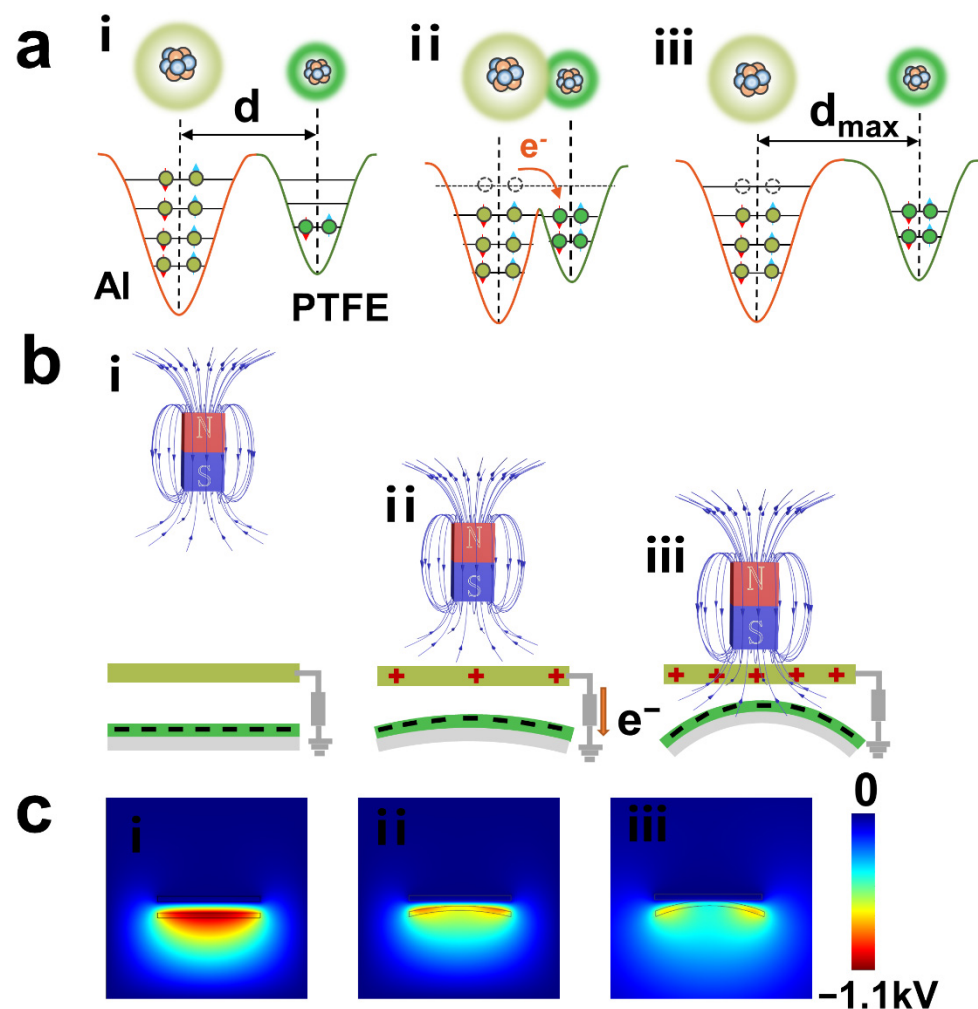 a
i
ii
iii
d
e-
dmax
Al
PTFE
b
i
N
S
ii
N
S
iii
N
S
+ + +
+ + + + +
e−
c
i
ii
iii
0
−1.1kV